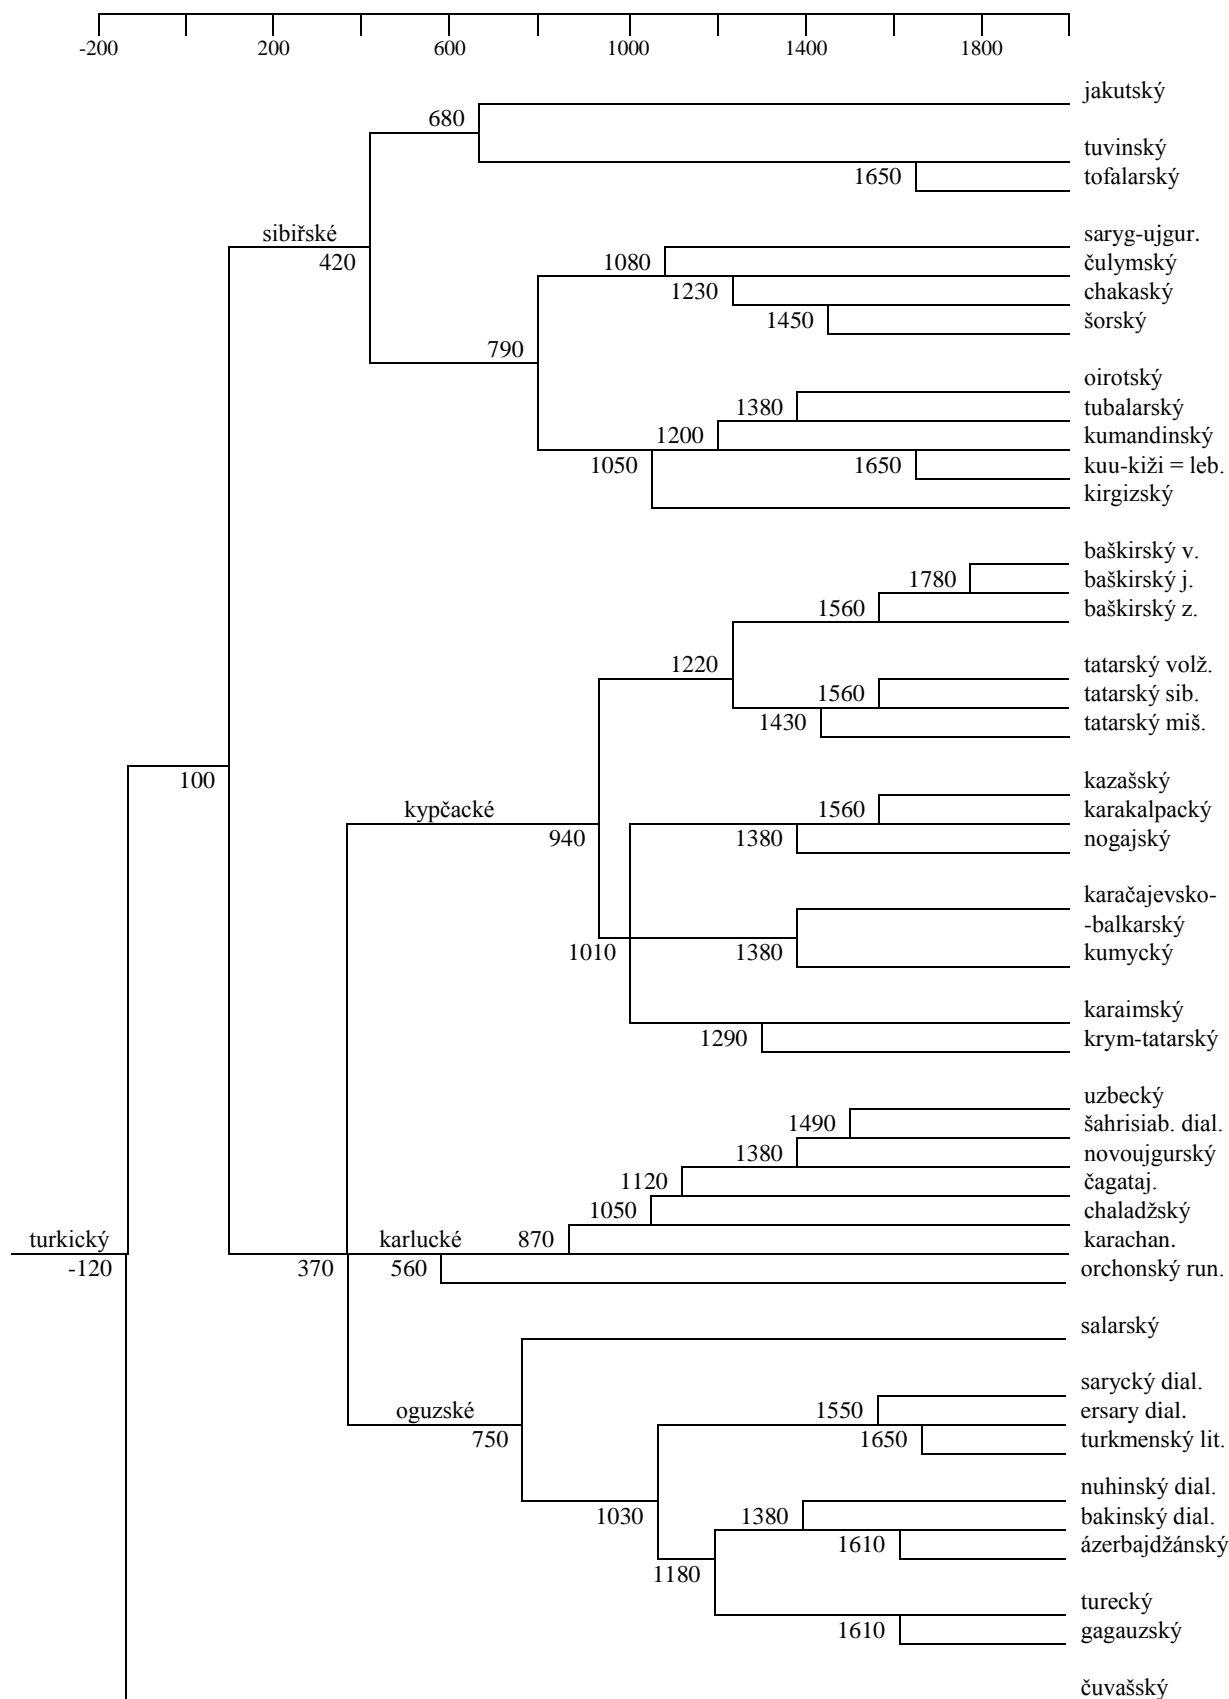 -200 200 600 1000 1400 1800
jakutský
680
tuvinský
1650 tofalarský
sibiřské saryg-ujgur.
420 1080 čulymský
1230 chakaský
1450 šorský
790
oirotský
1380 tubalarský
1200 kumandinský
1050 1650 kuu-kiži = leb.
kirgizský
baškirský v.
1780 baškirský j.
1560 baškirský z.
1220 tatarský volž.
1560 tatarský sib.
1430 tatarský miš.
100 kazašský
kypčacké 1560 karakalpacký
940 1380 nogajský
karačajevsko-
-balkarský
1010 1380 kumycký
karaimský
1290 krym-tatarský
uzbecký
1490 šahrisiab. dial.
1380 novoujgurský
1120 čagataj.
1050 chaladžský
turkický karlucké 870 karachan.
-120 370 560 orchonský run.
salarský
sarycký dial.
oguzské 1550 ersary dial.
750 1650 turkmenský lit.
nuhinský dial.
1030 1380 bakinský dial.
1610 ázerbajdžánský
1180
turecký
1610 gagauzský
čuvašský